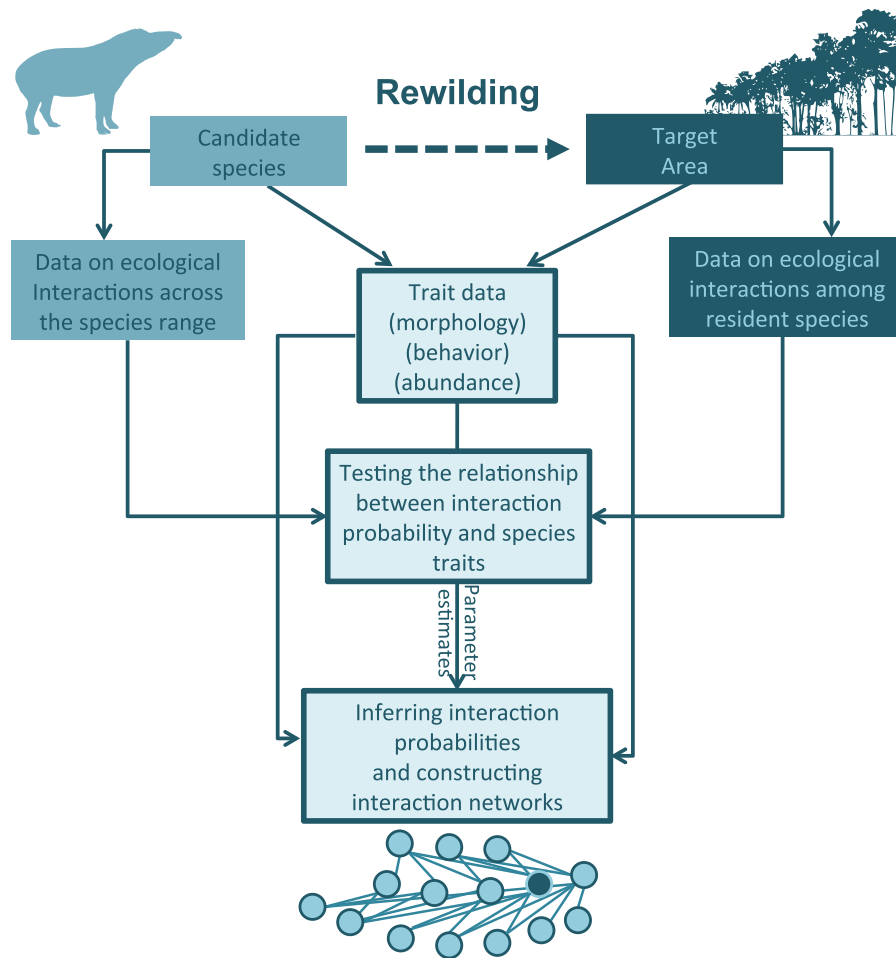 Rewilding
Candidate
species
Target
Area
Data on ecological
Interactions across
the species range
Trait data
(morphology)
(behavior)
(abundance)
Data on ecological
interactions among
resident species
Testing the relationship
between interaction
probability and species
traits
Parameter
estimates
Inferring interaction
probabilities
and constructing
interaction networks